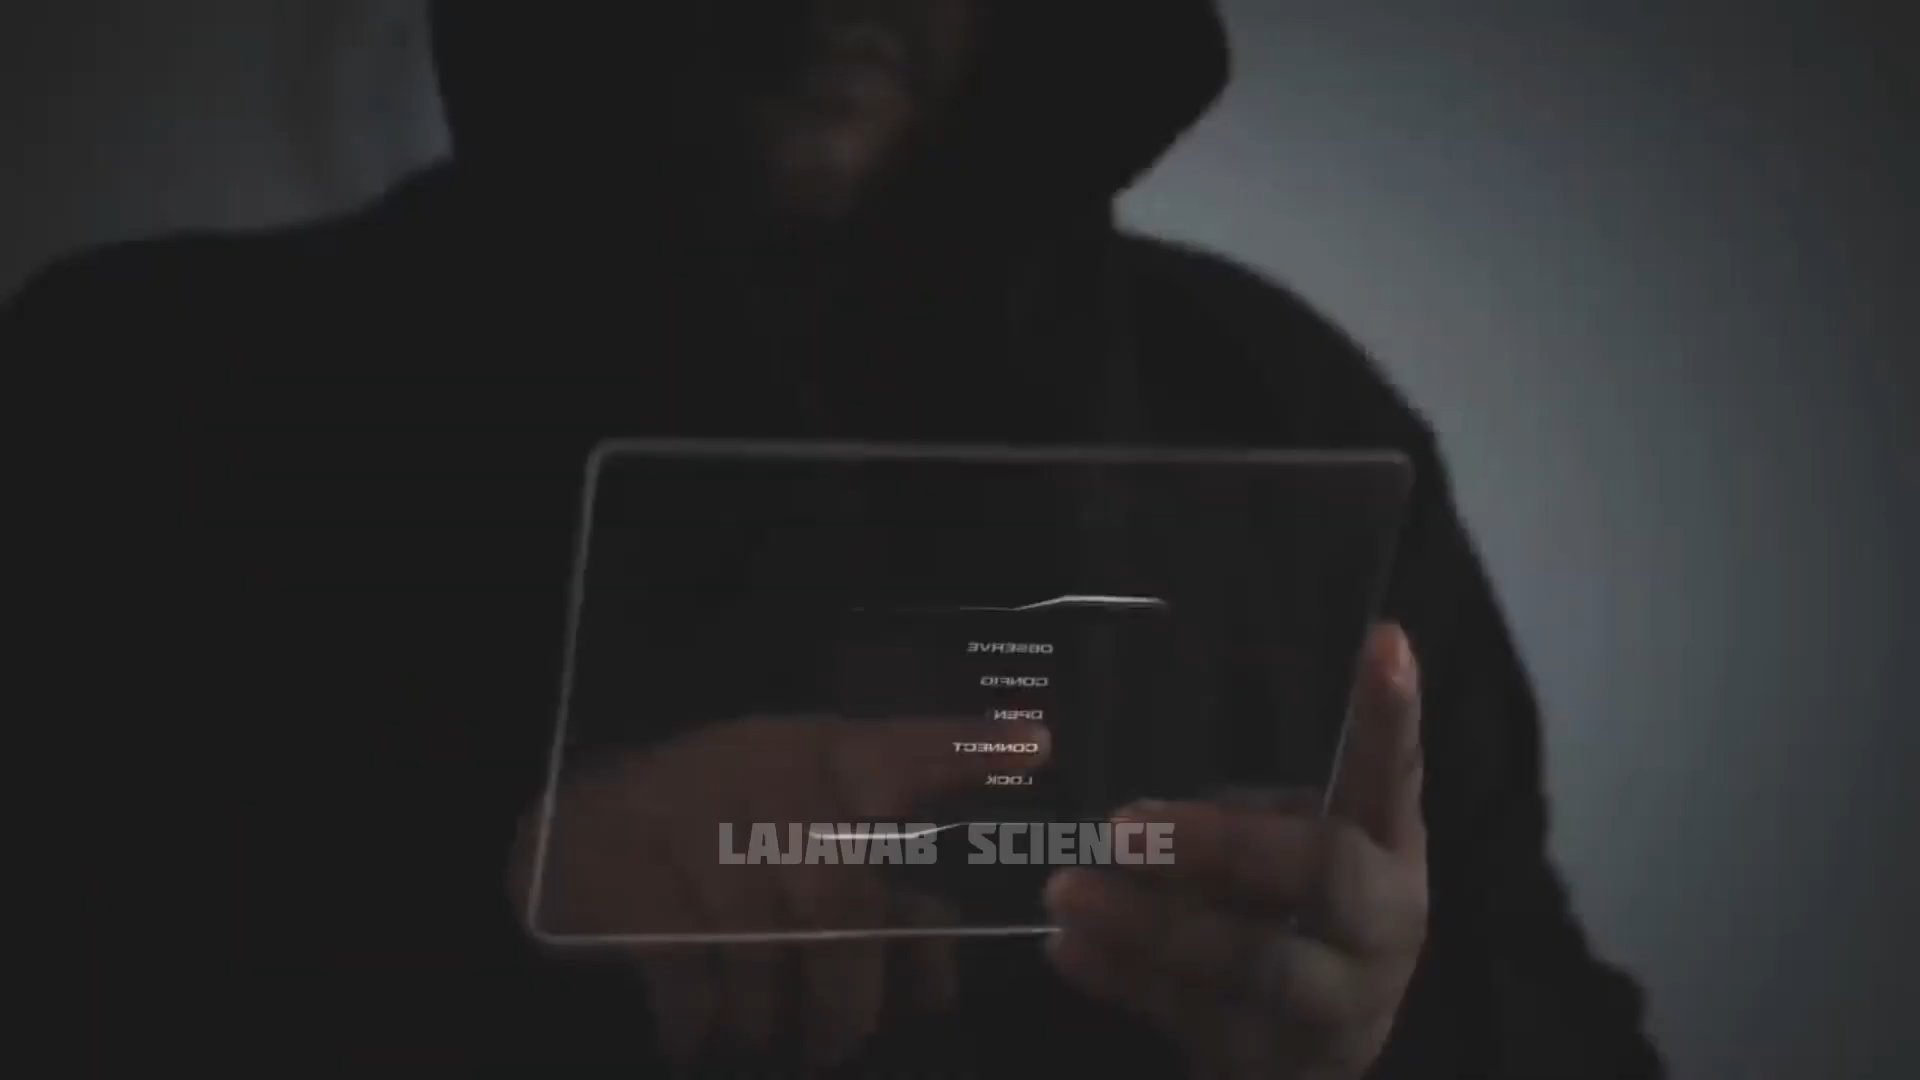 OBSERVE
CONFIG
OPEN
CONNECT
LOCK
LAJAVAB SCIENCE